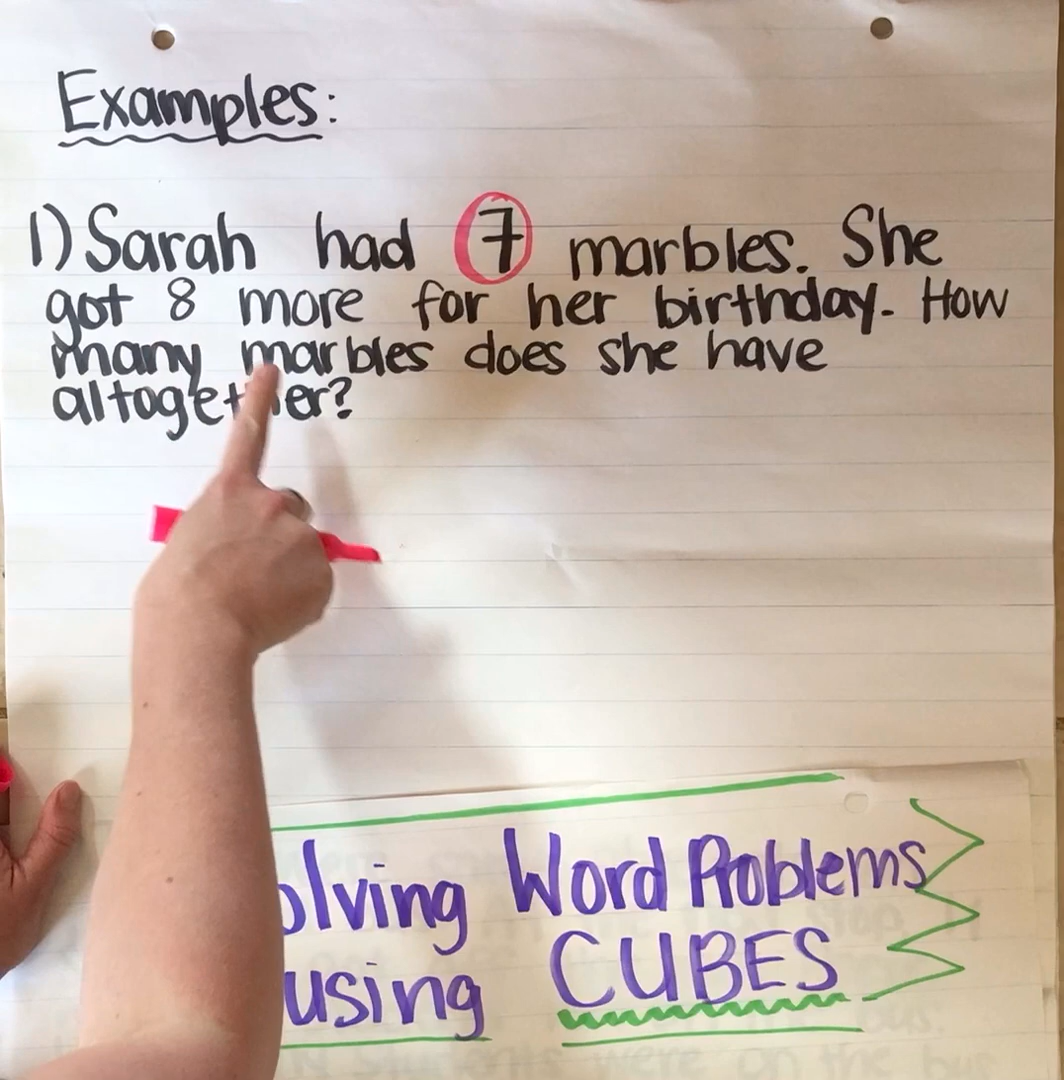 Examples:
1) Sarah had 7 marbles. She
got 8 more for her birthday. How
many marbles does she have
altogether?
olving Word Problems
using CUBES